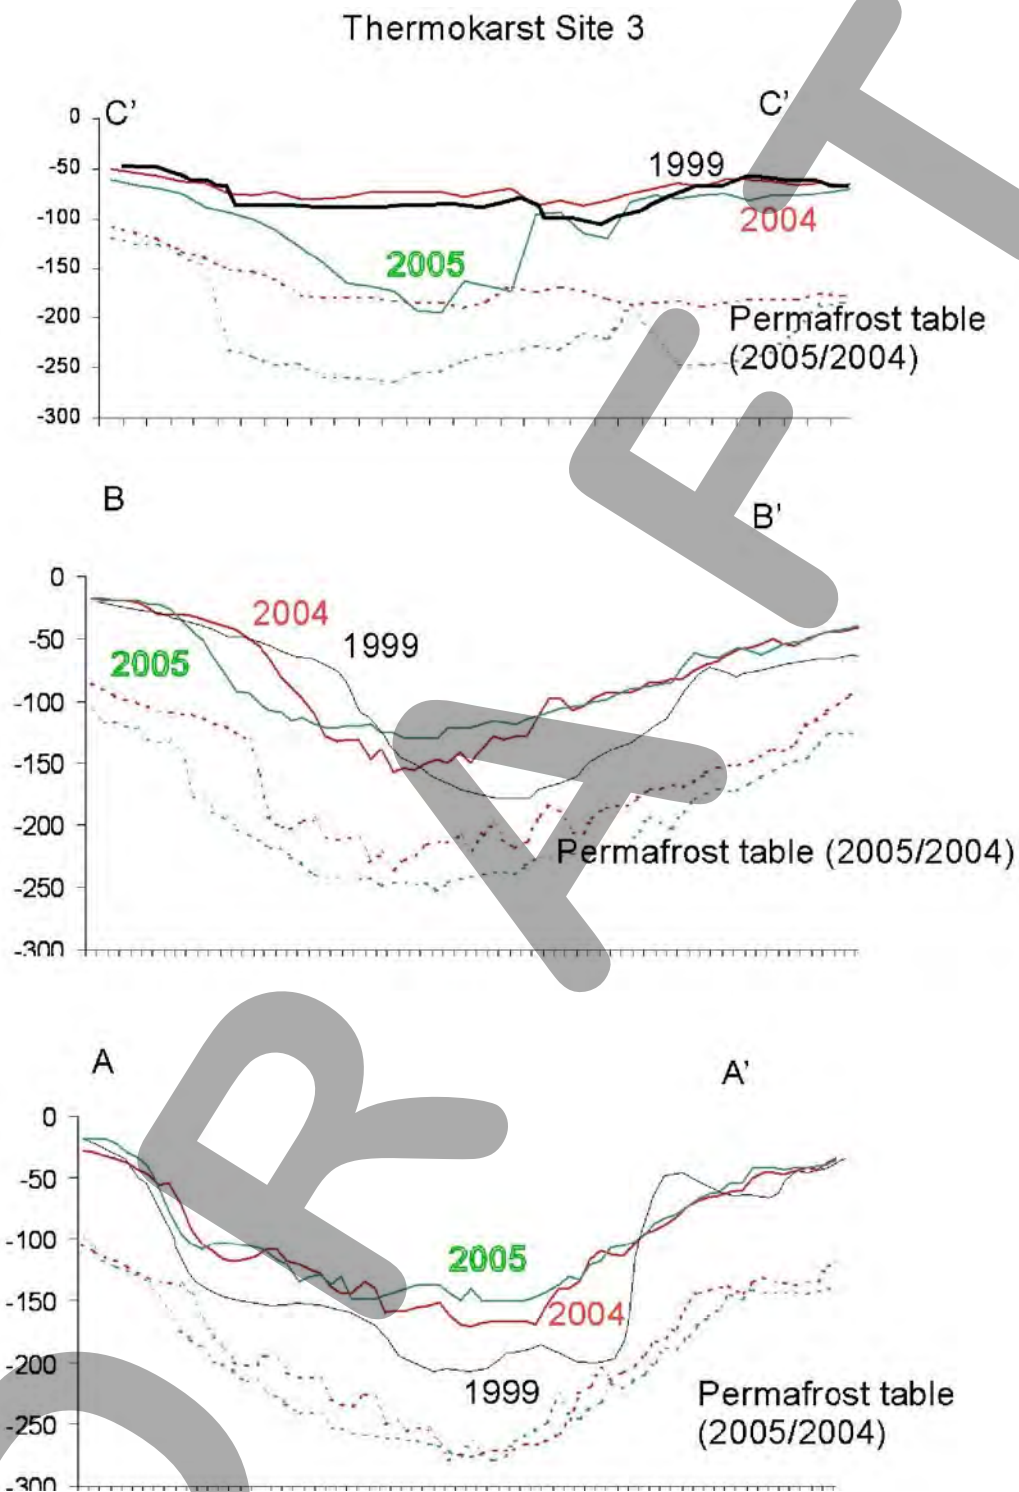 Thermokarst Site 3
C’
C’
0
-50
-100
-150
-200
-250
-300
1999
2004
2005
Permafrost table
(2005/2004)
B
B’
0
-50
-100
-150
-200
-250
-300
2004
1999
2005
Permafrost table (2005/2004)
A
A’
0
-50
-100
-150
-200
-250
-300
2005
2004
1999
Permafrost table
(2005/2004)
DRAFT